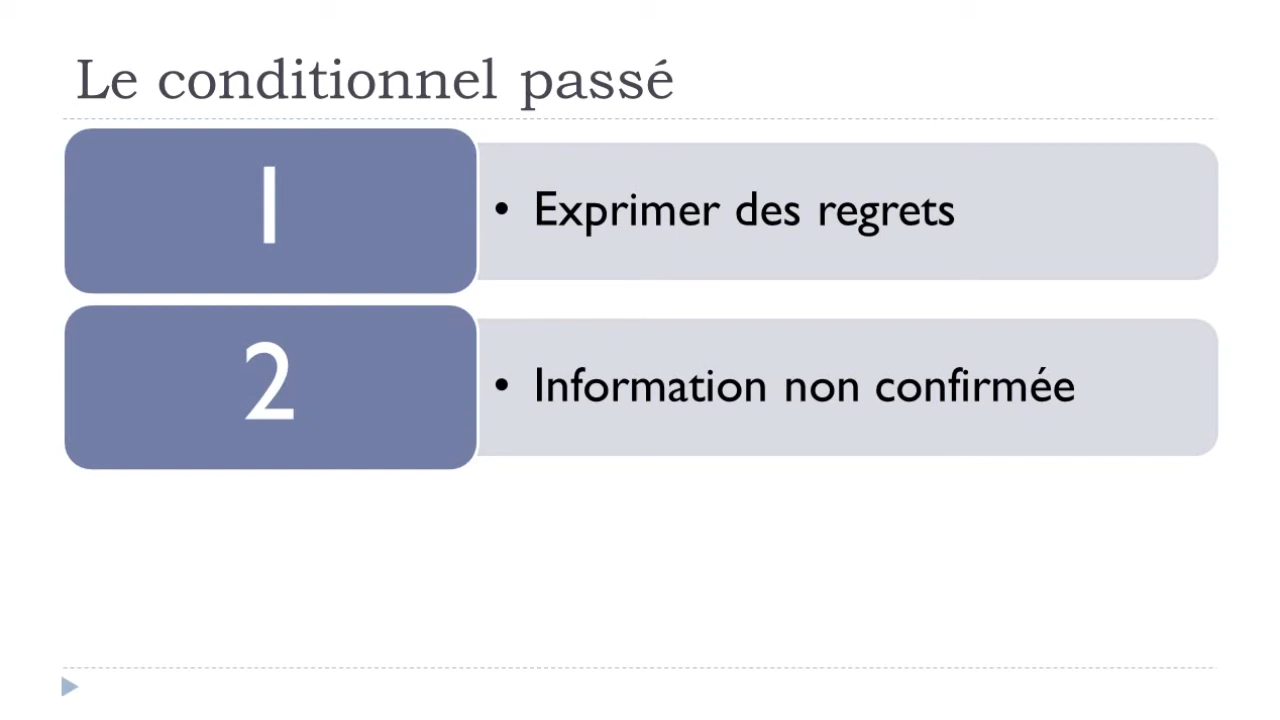 Le conditionnel passé
1
• Exprimer des regrets
2
• Information non confirmée